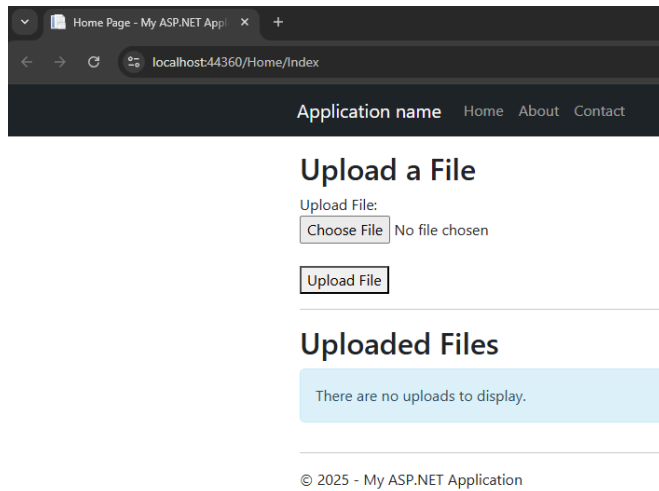 Home Page - My ASP.NET Appl
localhost:44360/Home/Index
Application name Home About Contact
Upload a File
Upload File:
Choose File No file chosen
Upload File
Uploaded Files
There are no uploads to display.
© 2025 - My ASP.NET Application